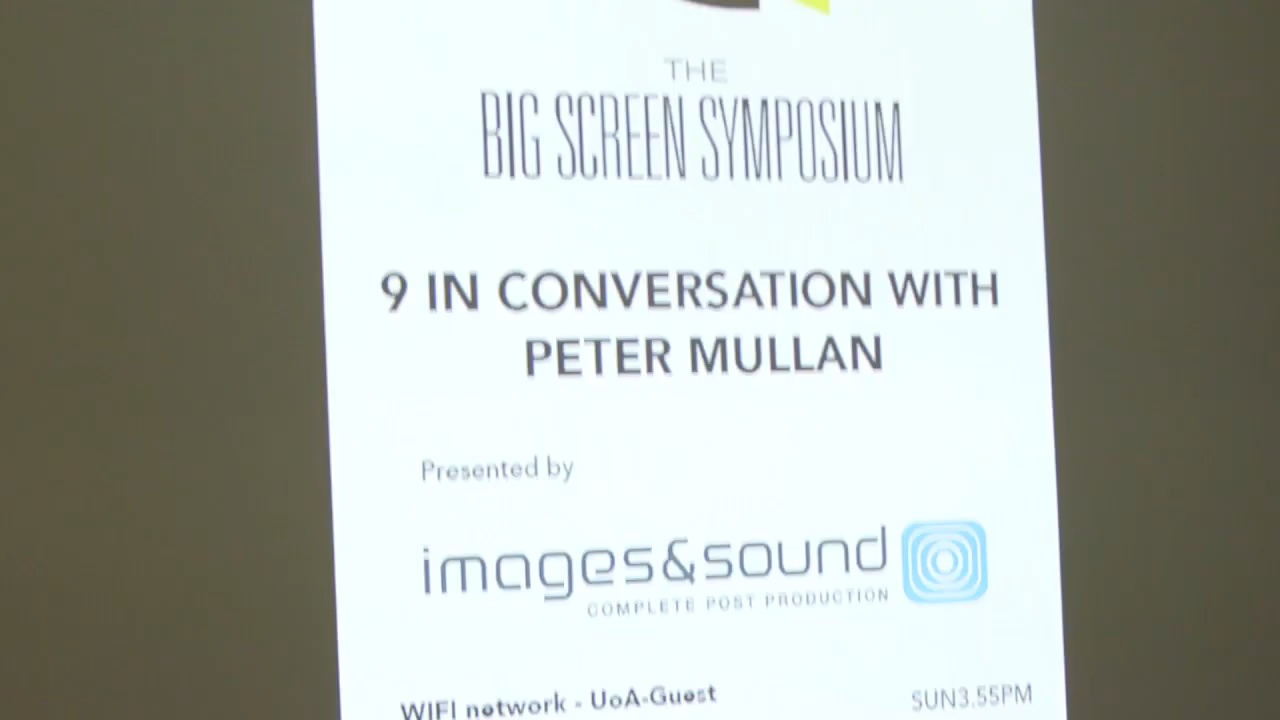 THE
BIG SCREEN SYMPOSIUM
9 IN CONVERSATION WITH
PETER MULLAN
Presented by
images&sound
COMPLETE POST PRODUCTION
WIFI network - UoA-Guest
SUN3.55PM